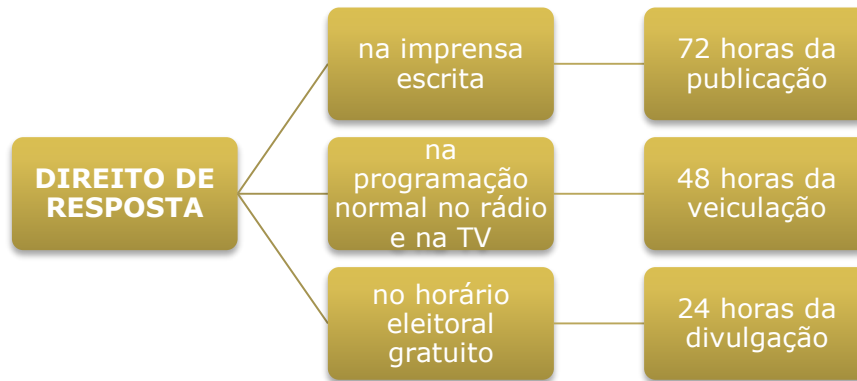 DIREITO DE
RESPOSTA
na imprensa
escrita
72 horas da
publicação
na
programação
normal no rádio
e na TV
48 horas da
veiculação
no horário
eleitoral
gratuito
24 horas da
divulgação